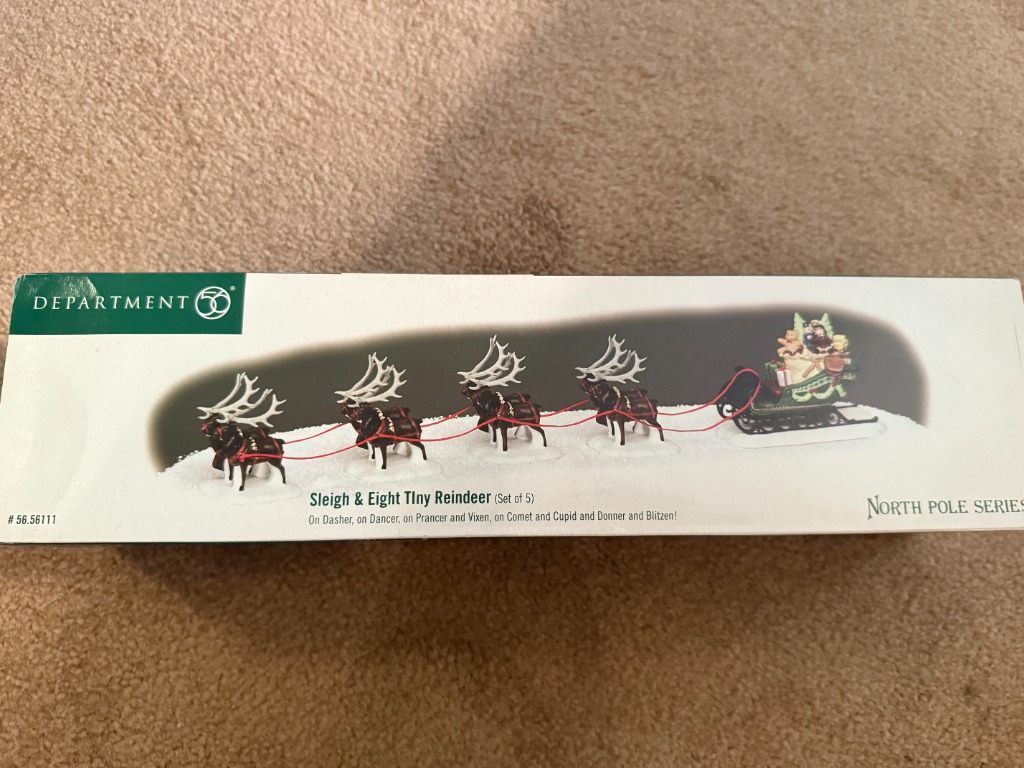 DEPARTMENT 56®
Sleigh & Eight TIny Reindeer (Set of 5)
On Dasher, on Dancer, on Prancer and Vixen, on Comet and Cupid and Donner and Blitzen!
# 56.56111
NORTH POLE SERIES